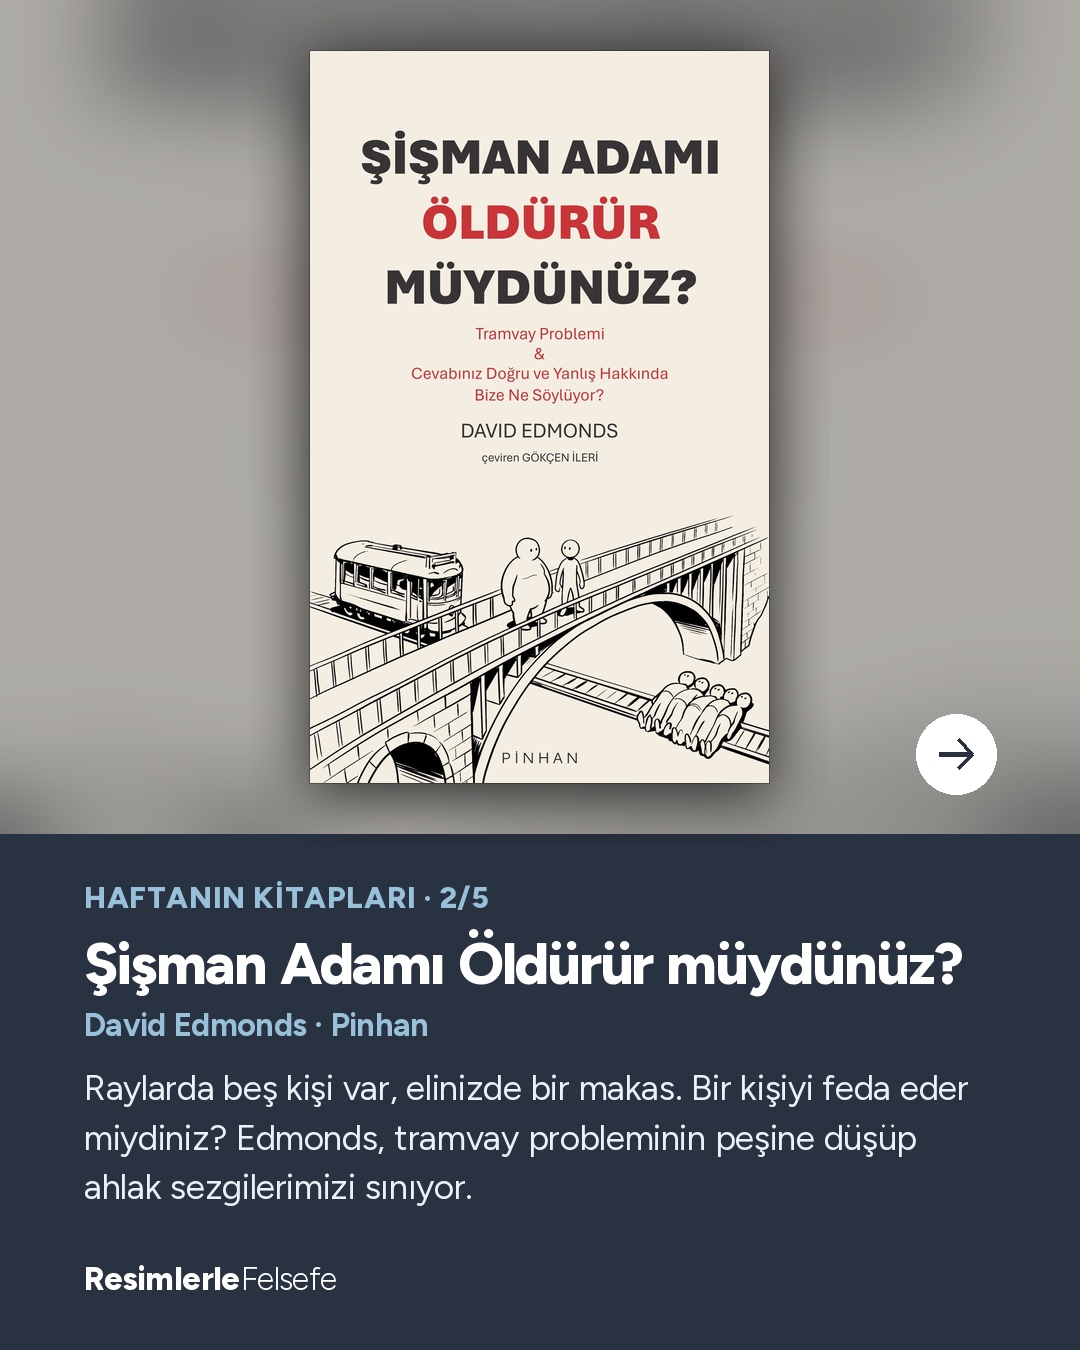 ŞİŞMAN ADAMI
ÖLDÜRÜR
MÜYDÜNÜZ?
Tramvay Problemi
&
Cevabınız Doğru ve Yanlış Hakkında
Bize Ne Söylüyor?
DAVID EDMONDS
çeviren GÖKÇEN İLERİ
PİNHAN
HAFTANIN KİTAPLARI · 2/5
Şişman Adamı Öldürür müydünüz?
David Edmonds · Pinhan
Raylarda beş kişi var, elinizde bir makas. Bir kişiyi feda eder
miydiniz? Edmonds, tramvay probleminin peşine düşüp
ahlak sezgilerimizi sınıyor.
ResimlerleFelsefe